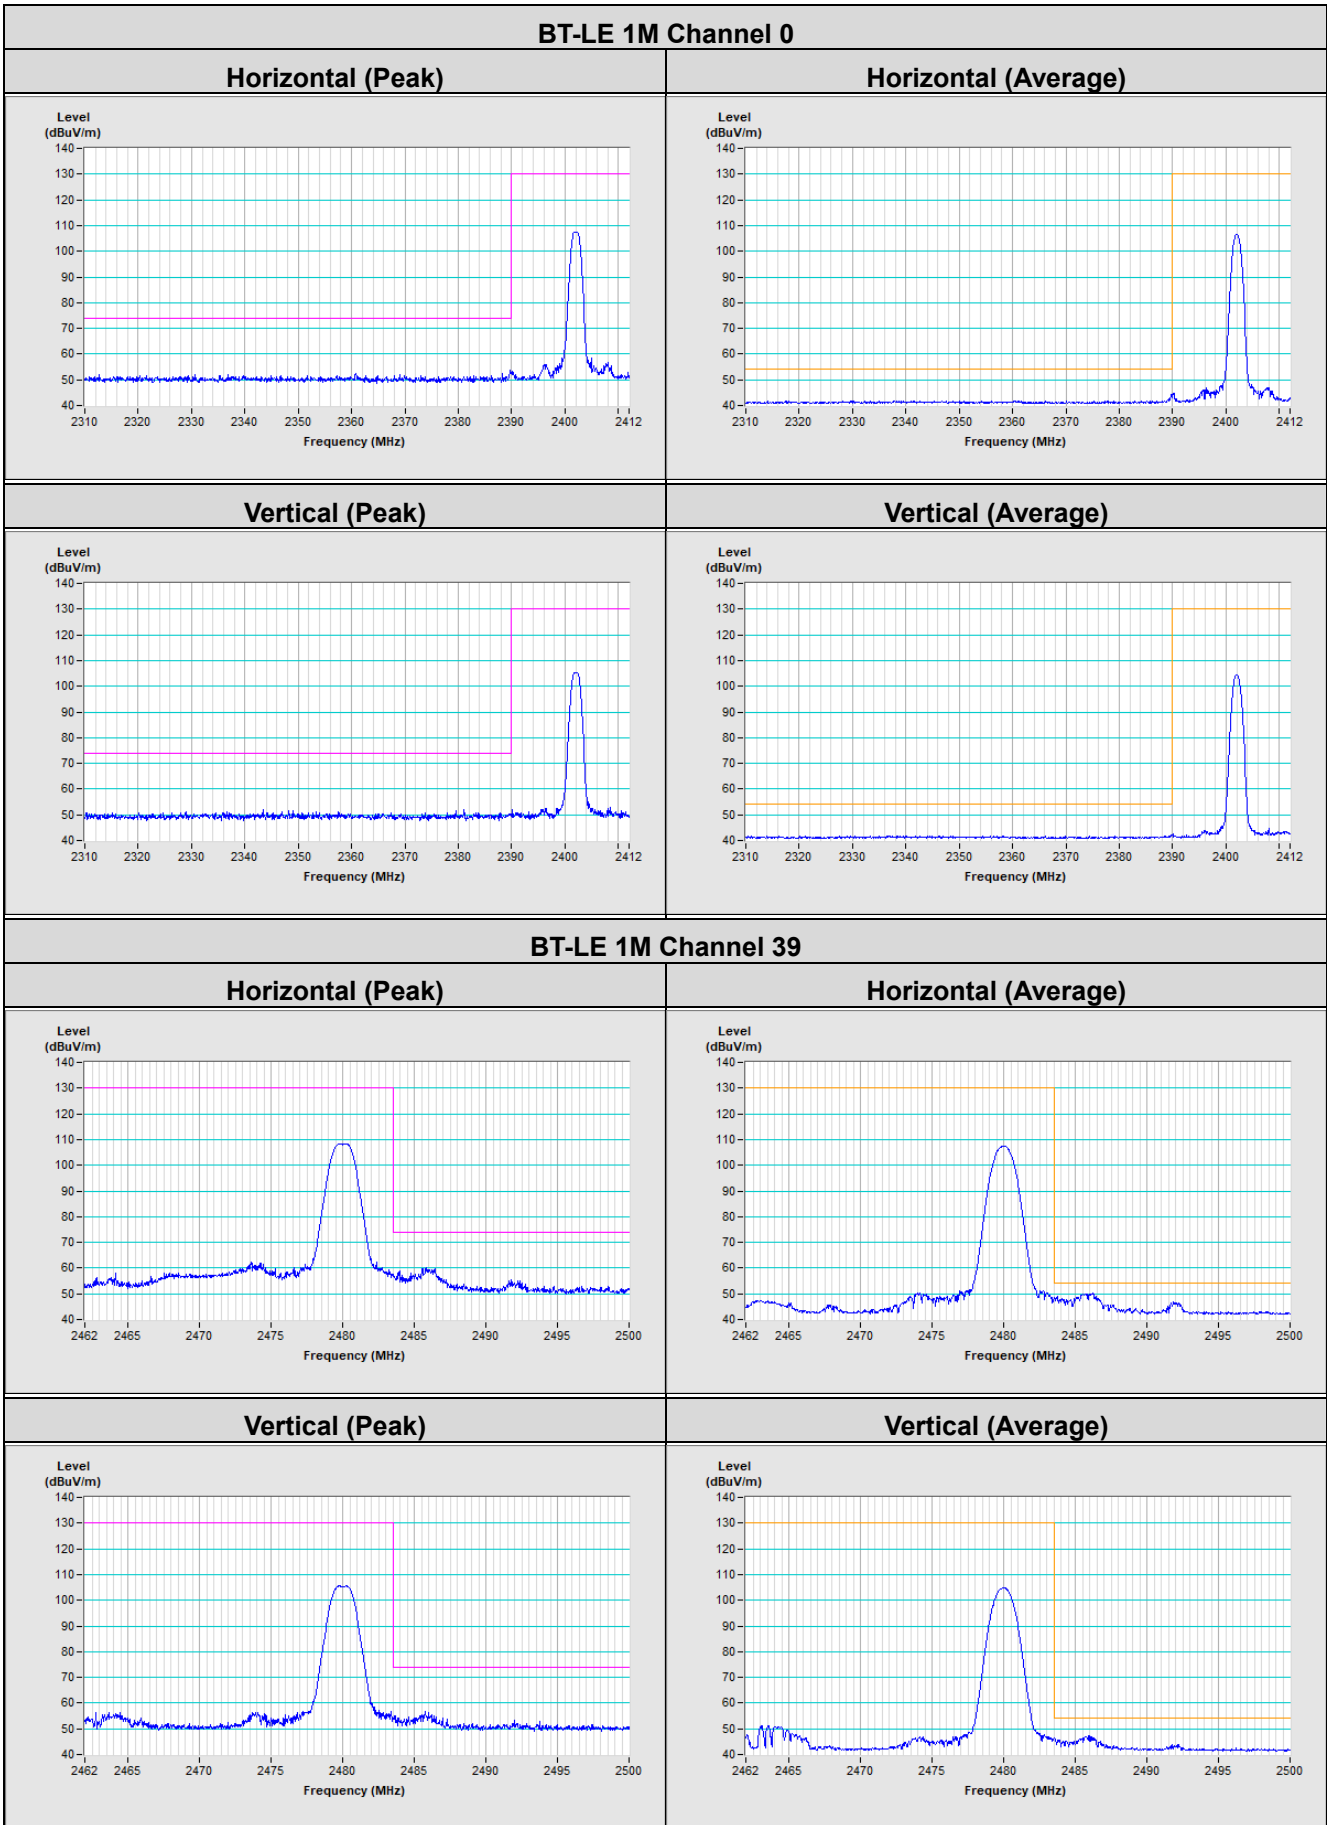 BT-LE 1M Channel 0
Horizontal (Peak)
Horizontal (Average)
Level
(dBuV/m)
140
130
120
110
100
90
80
70
60
50
40
2310 2320 2330 2340 2350 2360 2370 2380 2390 2400 2412
Frequency (MHz)
Level
(dBuV/m)
140
130
120
110
100
90
80
70
60
50
40
2310 2320 2330 2340 2350 2360 2370 2380 2390 2400 2412
Frequency (MHz)
Vertical (Peak)
Vertical (Average)
Level
(dBuV/m)
140
130
120
110
100
90
80
70
60
50
40
2310 2320 2330 2340 2350 2360 2370 2380 2390 2400 2412
Frequency (MHz)
Level
(dBuV/m)
140
130
120
110
100
90
80
70
60
50
40
2310 2320 2330 2340 2350 2360 2370 2380 2390 2400 2412
Frequency (MHz)
BT-LE 1M Channel 39
Horizontal (Peak)
Horizontal (Average)
Level
(dBuV/m)
140
130
120
110
100
90
80
70
60
50
40
2462 2465 2470 2475 2480 2485 2490 2495 2500
Frequency (MHz)
Level
(dBuV/m)
140
130
120
110
100
90
80
70
60
50
40
2462 2465 2470 2475 2480 2485 2490 2495 2500
Frequency (MHz)
Vertical (Peak)
Vertical (Average)
Level
(dBuV/m)
140
130
120
110
100
90
80
70
60
50
40
2462 2465 2470 2475 2480 2485 2490 2495 2500
Frequency (MHz)
Level
(dBuV/m)
140
130
120
110
100
90
80
70
60
50
40
2462 2465 2470 2475 2480 2485 2490 2495 2500
Frequency (MHz)